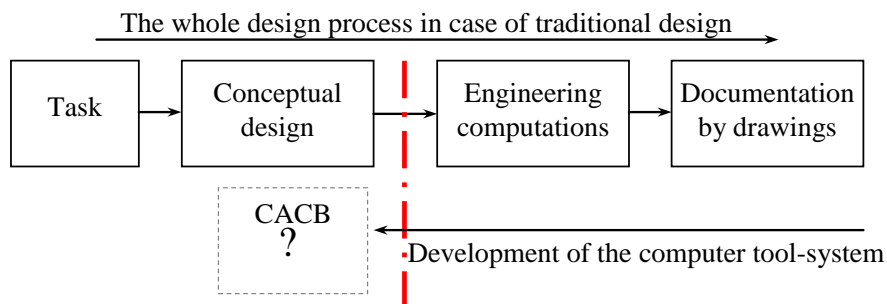 The whole design process in case of traditional design
Task
Conceptual
design
Engineering
computations
Documentation
by drawings
CACB
?
Development of the computer tool-system